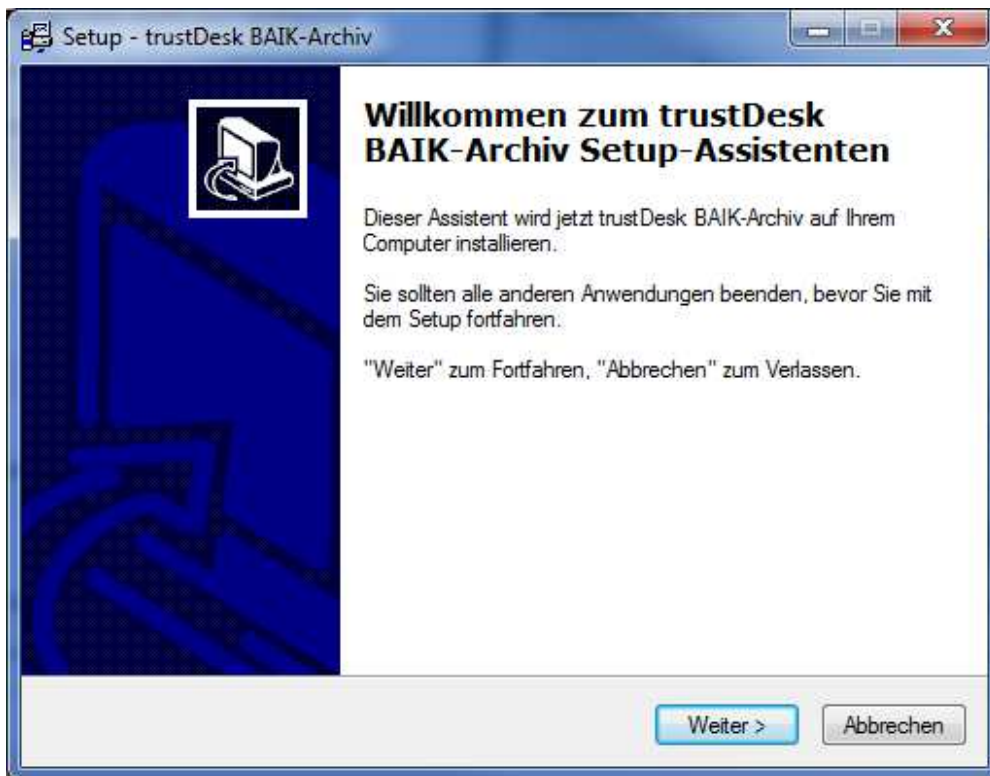 Setup - trustDesk BAIK-Archiv
Willkommen zum trustDesk
BAIK-Archiv Setup-Assistenten
Dieser Assistent wird jetzt trustDesk BAIK-Archiv auf Ihrem
Computer installieren.
Sie sollten alle anderen Anwendungen beenden, bevor Sie mit
dem Setup fortfahren.
"Weiter" zum Fortfahren, "Abbrechen" zum Verlassen.
Weiter > Abbrechen